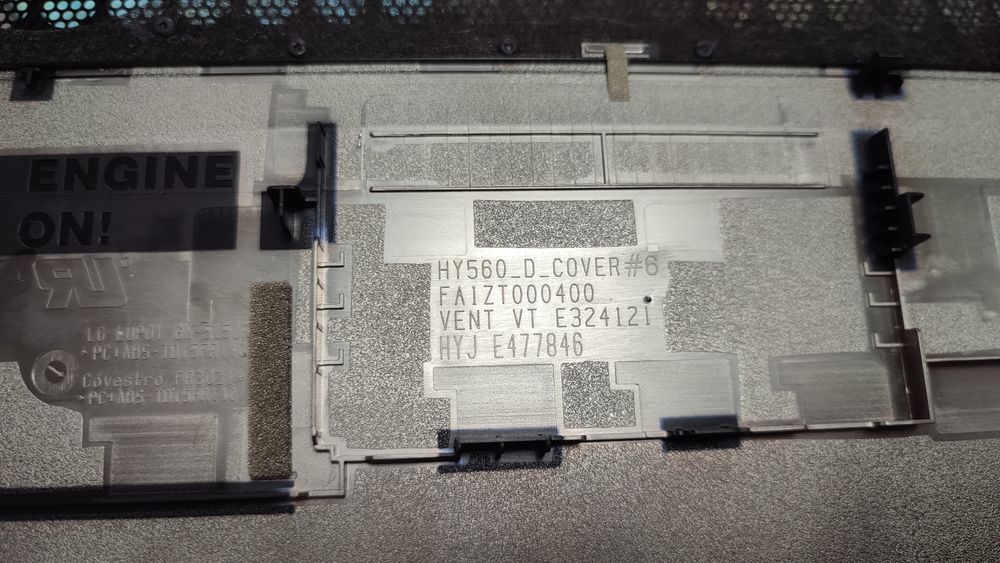 ENGINE
ON!
HY560_D_COVER#6
FA1ZT000400
VENT VT E324121
HYJ E477846
Covestro